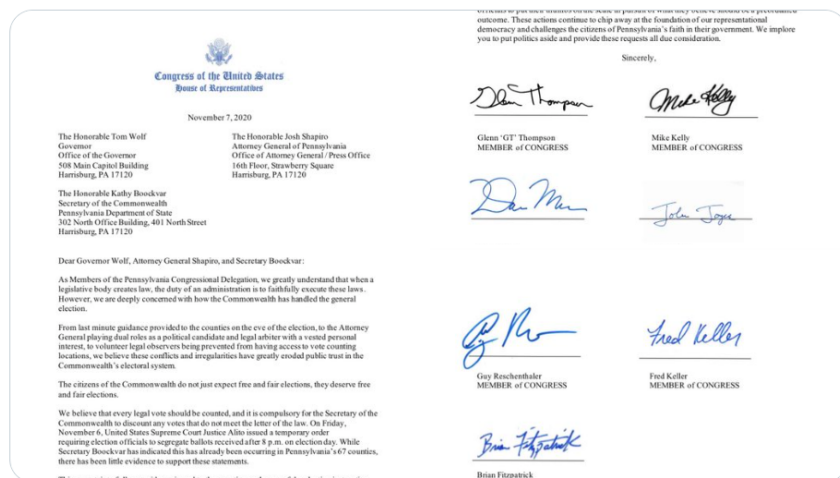 Congress of the United States
House of Representatives
November 7, 2020
The Honorable Tom Wolf
Governor
Office of the Governor
508 Main Capitol Building
Harrisburg, PA 17120
The Honorable Josh Shapiro
Attorney General of Pennsylvania
Office of Attorney General / Press Office
16th Floor, Strawberry Square
Harrisburg, PA 17120
The Honorable Kathy Boockvar
Secretary of the Commonwealth
Pennsylvania Department of State
302 North Office Building, 401 North Street
Harrisburg, PA 17120
Dear Governor Wolf, Attorney General Shapiro, and Secretary Boockvar:
As Members of the Pennsylvania Congressional Delegation, we greatly understand that when a
legislative body creates law, the duty of an administration is to faithfully execute these laws.
However, we are deeply concerned with how the Commonwealth has handled the general
election.
From last minute guidance provided to the counties on the eve of the election, to the Attorney
General playing dual roles as a political candidate and legal arbiter with a vested personal
interest, to volunteer legal observers being prevented from having access to vote counting
locations, we believe these conflicts and irregularities have greatly eroded public trust in the
Commonwealth's electoral system.
The citizens of the Commonwealth do not just expect free and fair elections, they deserve free
and fair elections.
We believe that every legal vote should be counted, and it is compulsory for the Secretary of the
Commonwealth to discount any votes that do not meet the letter of the law. On Friday,
November 6, United States Supreme Court Justice Alito issued a temporary order
requiring election officials to segregate ballots received after 8 p.m. on election day. While
Secretary Boockvar has indicated this has already been occurring in Pennsylvania's 67 counties,
there has been little evidence to support these statements.
outcome. These actions continue to chip away at the foundation of our representational
democracy and challenges the citizens of Pennsylvania's faith in their government. We implore
you to put politics aside and provide these requests all due consideration.
Sincerely,
Glenn Thompson
Mike Kelly
Glenn 'GT' Thompson
MEMBER of CONGRESS
Mike Kelly
MEMBER of CONGRESS
John Joyce
Fred Keller
Guy Reschenthaler
MEMBER of CONGRESS
Fred Keller
MEMBER of CONGRESS
Brian Fitzpatrick
Brian Fitzpatrick